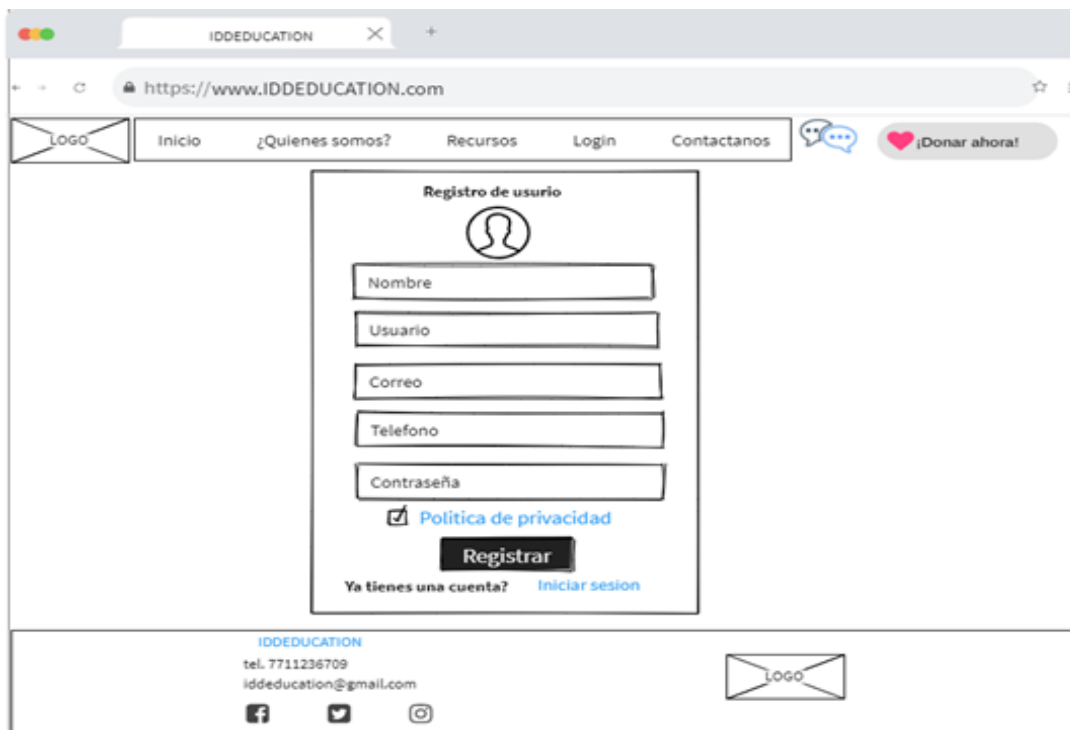 IDDEDUCATION
https://www.IDDEDUCATION.com
LOGO Inicio ¿Quienes somos? Recursos Login Contactanos ¡Donar ahora!
Registro de usurio
Nombre
Usuario
Correo
Telefono
Contraseña
Politica de privacidad
Registrar
Ya tienes una cuenta? Iniciar sesion
IDDEDUCATION
tel. 7711236709
iddeducation@gmail.com
LOGO